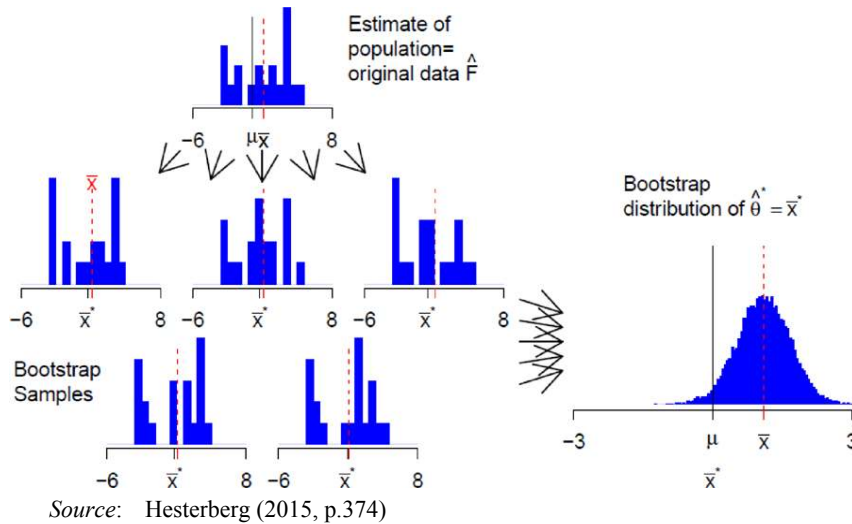 Estimate of
population=
original data F̂
−6 μ x̄ 8
x̄
Bootstrap
distribution of θ̂* = x̄*
−6 x̄* 8
−6 x̄* 8
−6 x̄* 8
Bootstrap
Samples
−3 μ x̄ 3
x̄*
−6 x̄* 8
−6 x̄* 8
Source: Hesterberg (2015, p.374)